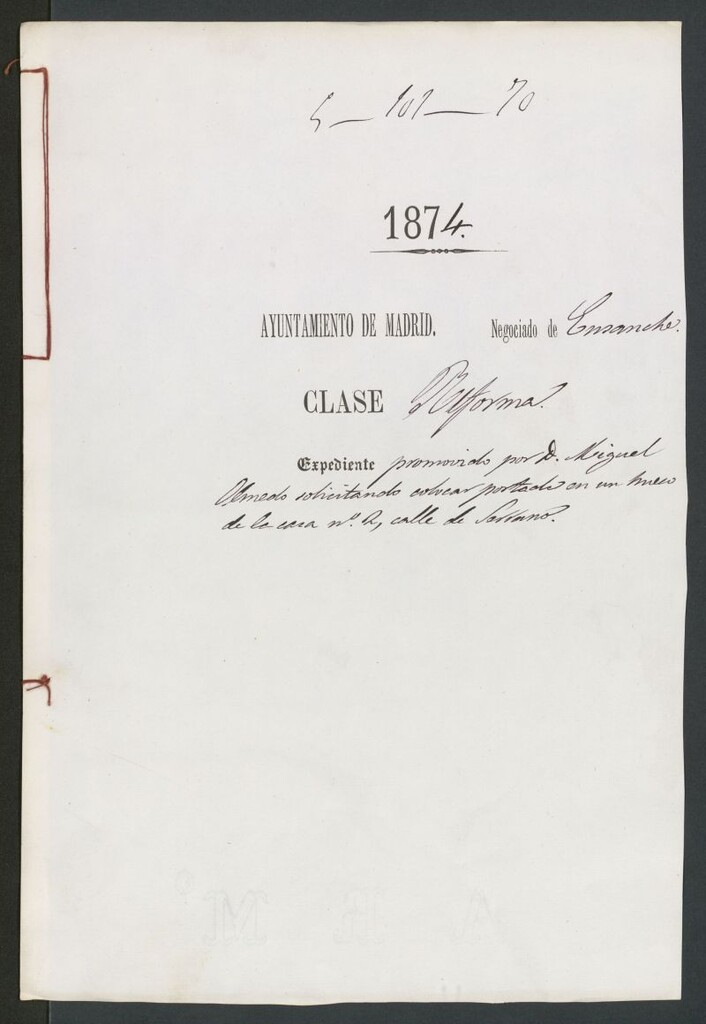 5 — 101 — 70
1874.
AYUNTAMIENTO DE MADRID. Negociado de Ensanche.
CLASE Reforma.
Expediente promovido por D. Miguel
Olmedo solicitando colocar portada en un hueco
de la casa nº. 2, calle de Serrano.